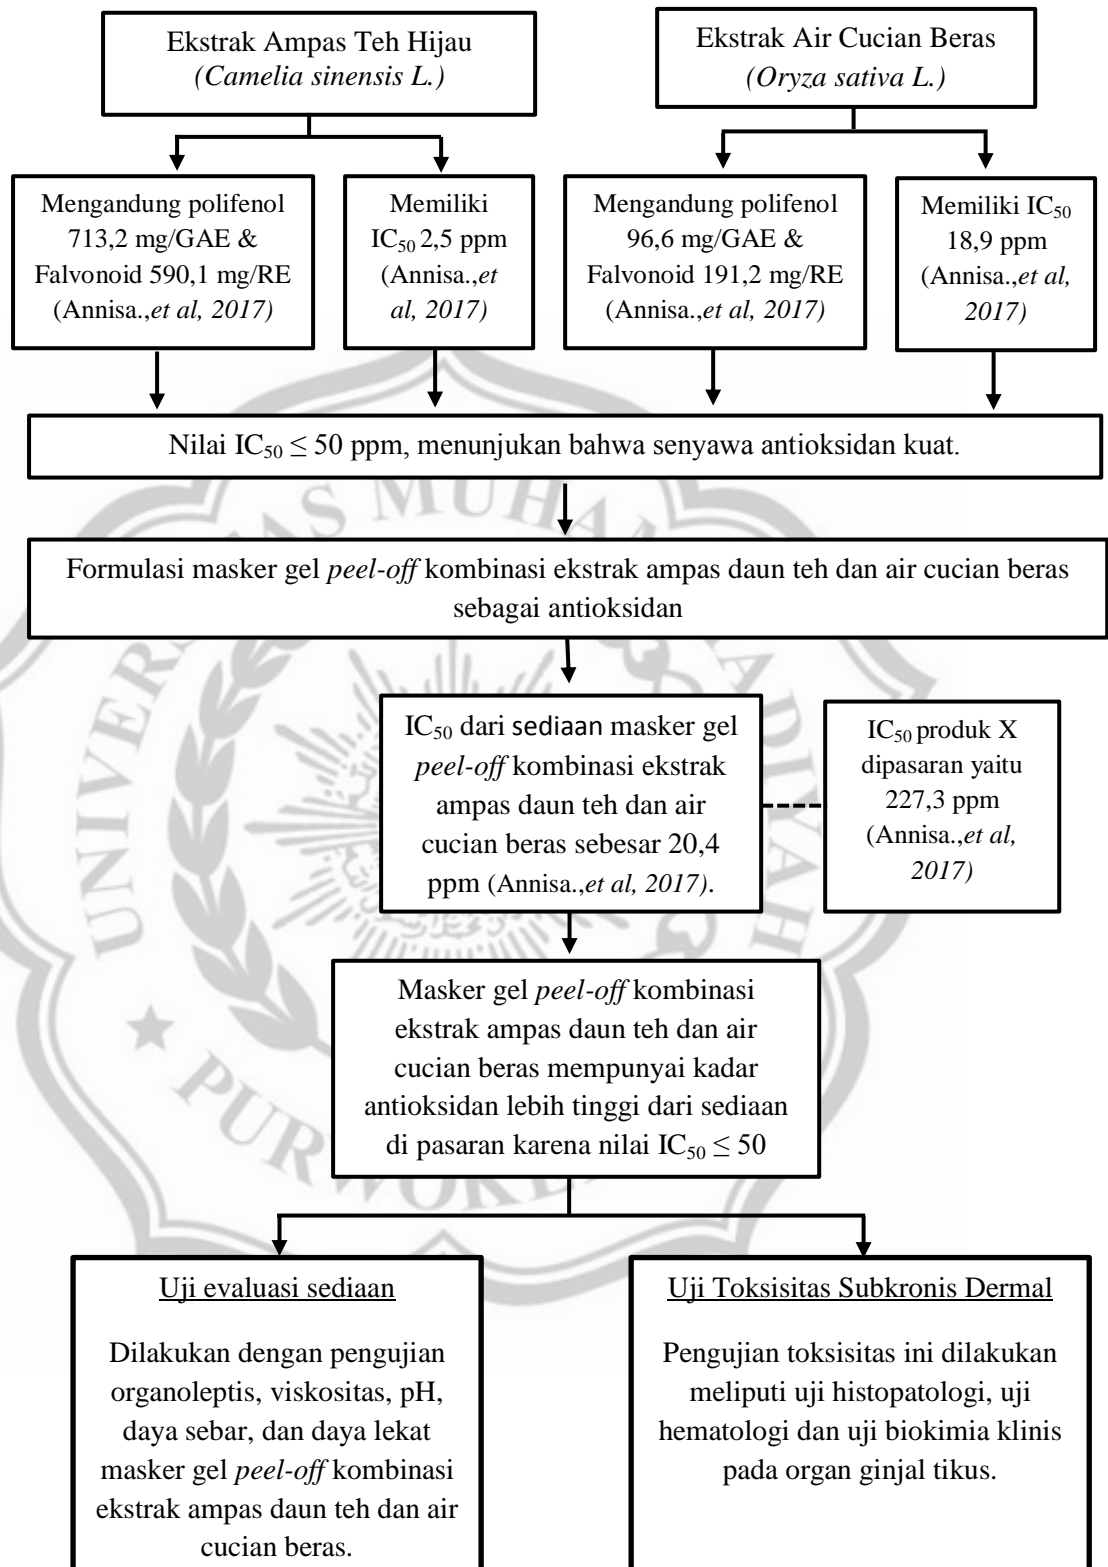 Ekstrak Ampas Teh Hijau
(Camelia sinensis L.)
Ekstrak Air Cucian Beras
(Oryza sativa L.)
Mengandung polifenol
713,2 mg/GAE &
Falvonoid 590,1 mg/RE
(Annisa.,et al, 2017)
Memiliki
IC50 2,5 ppm
(Annisa.,et
al, 2017)
Mengandung polifenol
96,6 mg/GAE &
Falvonoid 191,2 mg/RE
(Annisa.,et al, 2017)
Memiliki IC50
18,9 ppm
(Annisa.,et al,
2017)
Nilai IC50 ≤ 50 ppm, menunjukan bahwa senyawa antioksidan kuat.
Formulasi masker gel peel-off kombinasi ekstrak ampas daun teh dan air cucian beras
sebagai antioksidan
IC50 dari sediaan masker gel
peel-off kombinasi ekstrak
ampas daun teh dan air
cucian beras sebesar 20,4
ppm (Annisa.,et al, 2017).
IC50 produk X
dipasaran yaitu
227,3 ppm
(Annisa.,et al,
2017)
Masker gel peel-off kombinasi
ekstrak ampas daun teh dan air
cucian beras mempunyai kadar
antioksidan lebih tinggi dari sediaan
di pasaran karena nilai IC50 ≤ 50
Uji evaluasi sediaan
Dilakukan dengan pengujian
organoleptis, viskositas, pH,
daya sebar, dan daya lekat
masker gel peel-off kombinasi
ekstrak ampas daun teh dan air
cucian beras.
Uji Toksisitas Subkronis Dermal
Pengujian toksisitas ini dilakukan
meliputi uji histopatologi, uji
hematologi dan uji biokimia klinis
pada organ ginjal tikus.